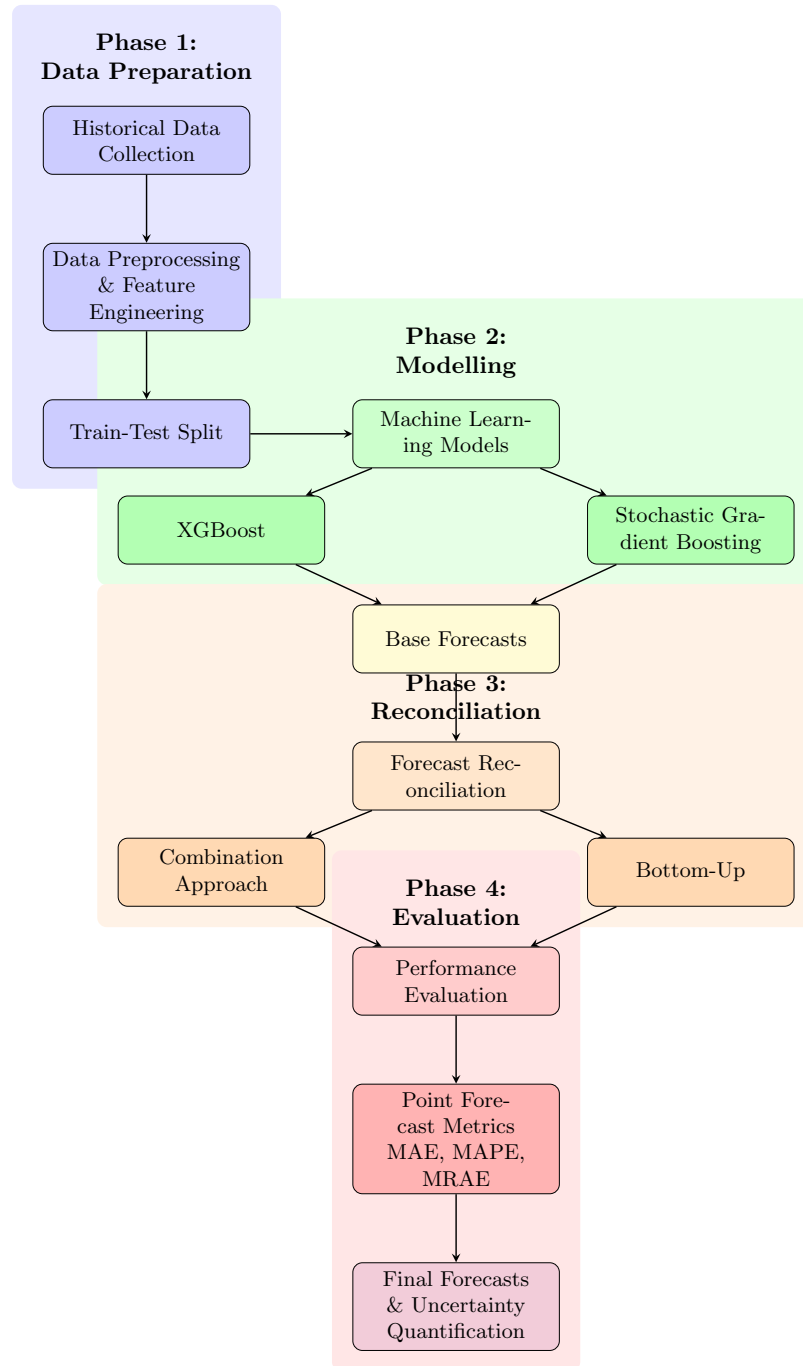 Phase 1:
Data Preparation
Historical Data
Collection
Data Preprocessing
& Feature
Engineering
Train-Test Split
Phase 2:
Modelling
Machine Learn-
ing Models
XGBoost
Stochastic Gra-
dient Boosting
Base Forecasts
Phase 3:
Reconciliation
Forecast Rec-
onciliation
Combination
Approach
Bottom-Up
Phase 4:
Evaluation
Performance
Evaluation
Point Fore-
cast Metrics
MAE, MAPE,
MRAE
Final Forecasts
& Uncertainty
Quantification